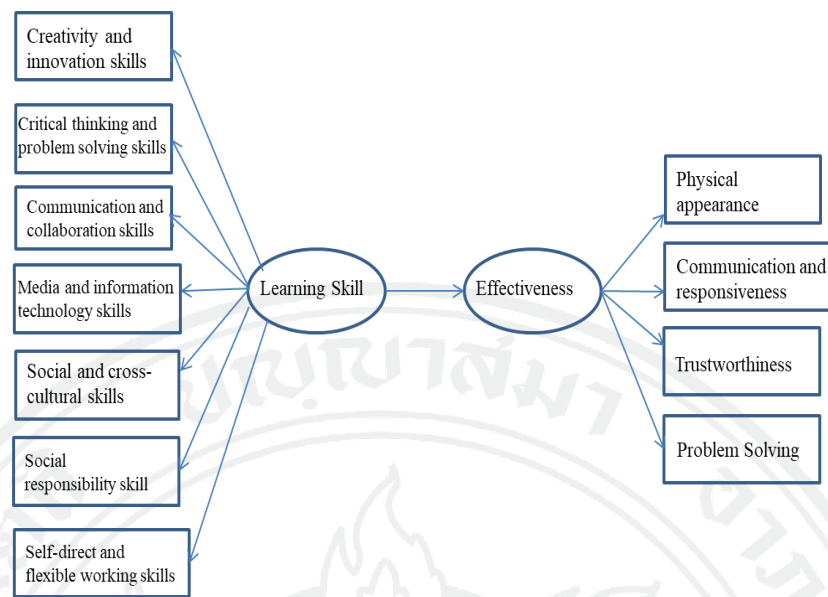 Creativity and
innovation skills
Critical thinking and
problem solving skills
Communication and
collaboration skills
Media and information
technology skills
Social and cross-
cultural skills
Social
responsibility skill
Self-direct and
flexible working skills
Learning Skill
Effectiveness
Physical
appearance
Communication and
responsiveness
Trustworthiness
Problem Solving